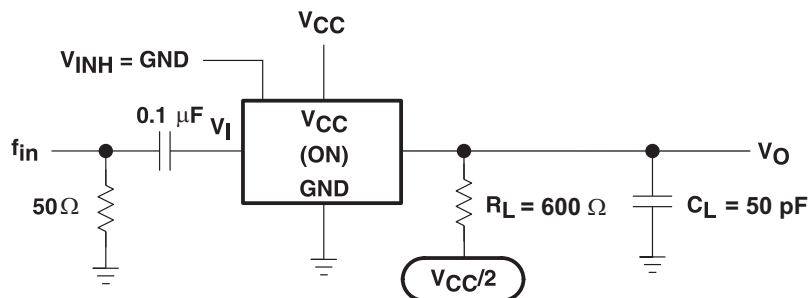 VCC
VINH = GND
0.1 μF
VI
VCC
(ON)
GND
fin
VO
50Ω
RL = 600 Ω
CL = 50 pF
VCC/2